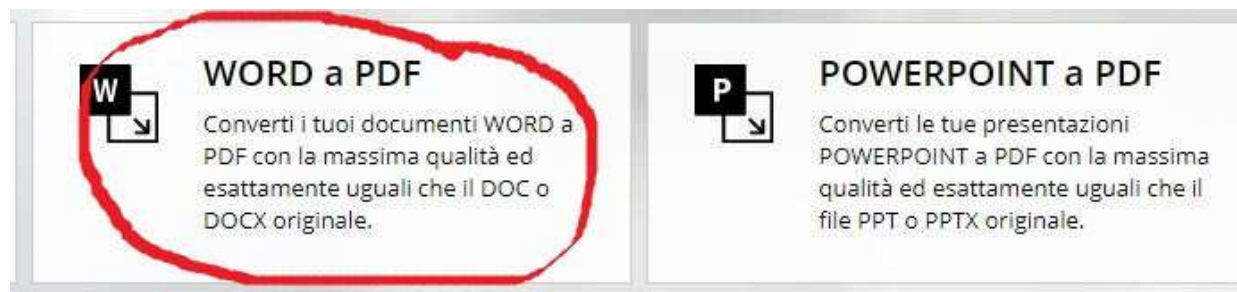 W
WORD a PDF
Converti i tuoi documenti WORD a
PDF con la massima qualità ed
esattamente uguali che il DOC o
DOCX originale.
P
POWERPOINT a PDF
Converti le tue presentazioni
POWERPOINT a PDF con la massima
qualità ed esattamente uguali che il
file PPT o PPTX originale.